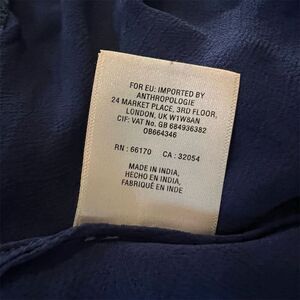 FOR EU: IMPORTED BY
ANTHROPOLOGIE
24 MARKET PLACE, 3RD FLOOR,
LONDON, UK W1W8AN
CIF: VAT No. GB 684936382
OB664346
RN : 66170 CA : 32054
MADE IN INDIA,
HECHO EN INDIA,
FABRIQUÉ EN INDE